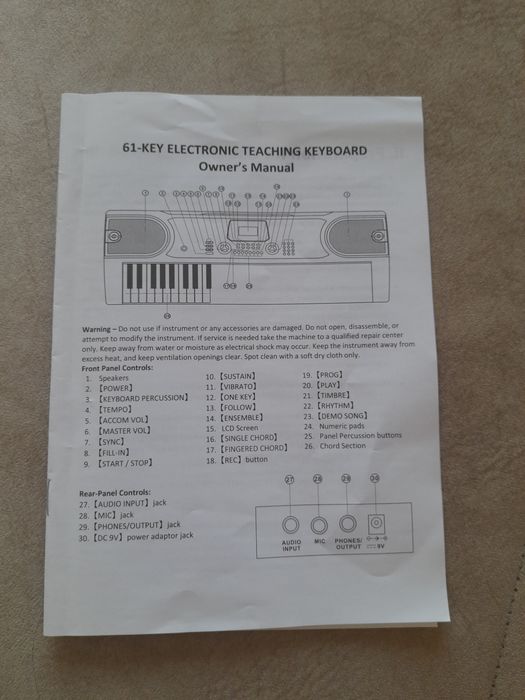 61-KEY ELECTRONIC TEACHING KEYBOARD
Owner's Manual
Warning – Do not use if instrument or any accessories are damaged. Do not open, disassemble, or
attempt to modify the instrument. If service is needed take the machine to a qualified repair center
only. Keep away from water or moisture as electrical shock may occur. Keep the instrument away from
excess heat, and keep ventilation openings clear. Spot clean with a soft dry cloth only.
Front Panel Controls:
1. Speakers
2. 【POWER】
3. 【KEYBOARD PERCUSSION】
4. 【TEMPO】
5. 【ACCOM VOL】
6. 【MASTER VOL】
7. 【SYNC】
8. 【FILL-IN】
9. 【START / STOP】
10. 【SUSTAIN】
11. 【VIBRATO】
12. 【ONE KEY】
13. 【FOLLOW】
14. 【ENSEMBLE】
15. LCD Screen
16. 【SINGLE CHORD】
17. 【FINGERED CHORD】
18. 【REC】 button
19. 【PROG】
20. 【PLAY】
21. 【TIMBRE】
22. 【RHYTHM】
23. 【DEMO SONG】
24. Numeric pads
25. Panel Percussion buttons
26. Chord Section
Rear-Panel Controls:
27. 【AUDIO INPUT】 jack
28. 【MIC】 jack
29. 【PHONES/OUTPUT】 jack
30. 【DC 9V】 power adaptor jack
27 28 29 30
AUDIO INPUT
MIC
PHONES/ OUTPUT
9V